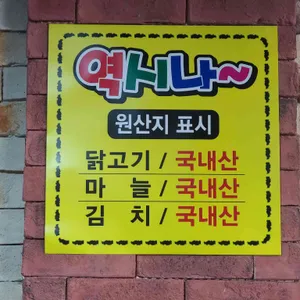 역시나~
원산지 표시
닭고기 / 국내산
마 늘 / 국내산
김 치 / 국내산